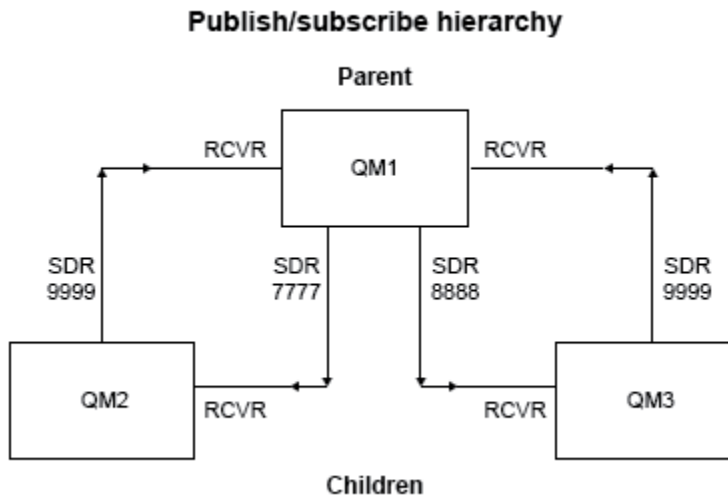 Publish/subscribe hierarchy
Parent
RCVR
QM1
RCVR
SDR
9999
SDR
7777
SDR
8888
SDR
9999
QM2
RCVR
RCVR
QM3
Children